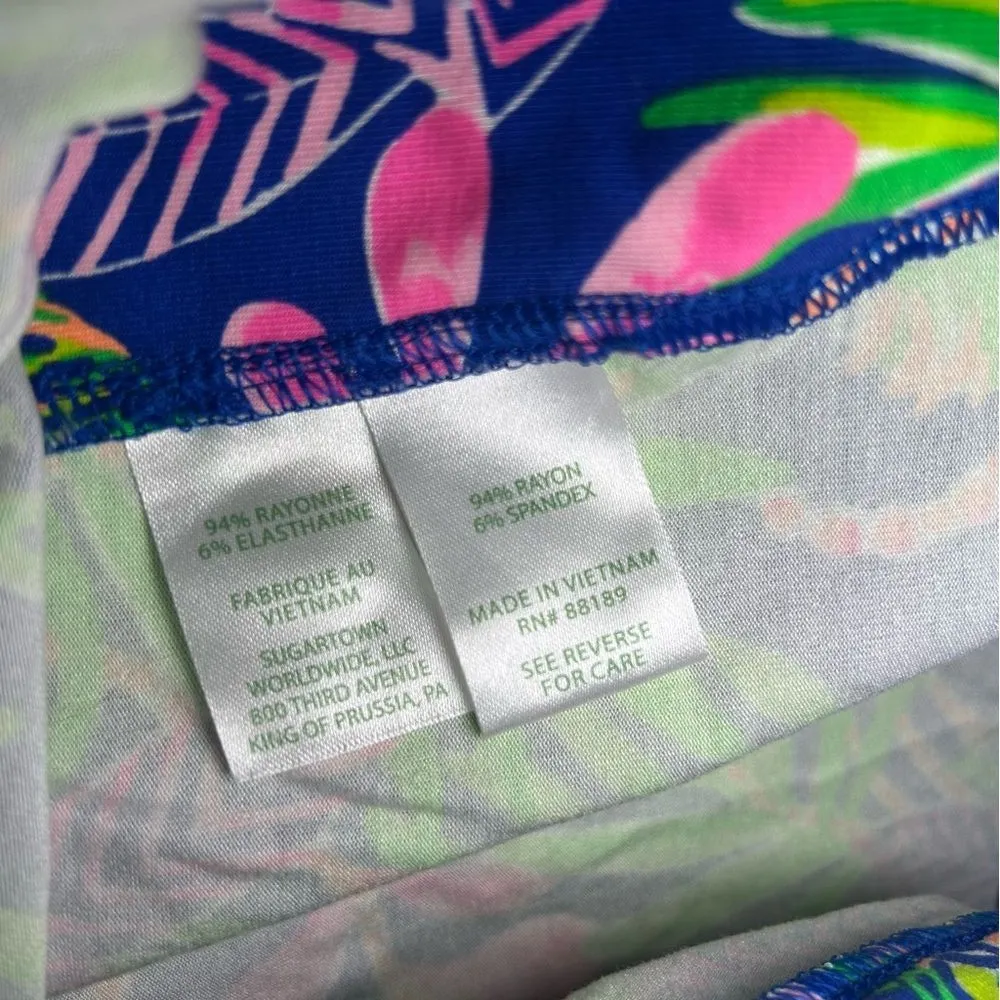 94% RAYONNE
6% ELASTHANNE
FABRIQUE AU
VIETNAM
SUGARTOWN
WORLDWIDE, LLC
800 THIRD AVENUE
KING OF PRUSSIA, PA
94% RAYON
6% SPANDEX
MADE IN VIETNAM
RN# 88189
SEE REVERSE
FOR CARE